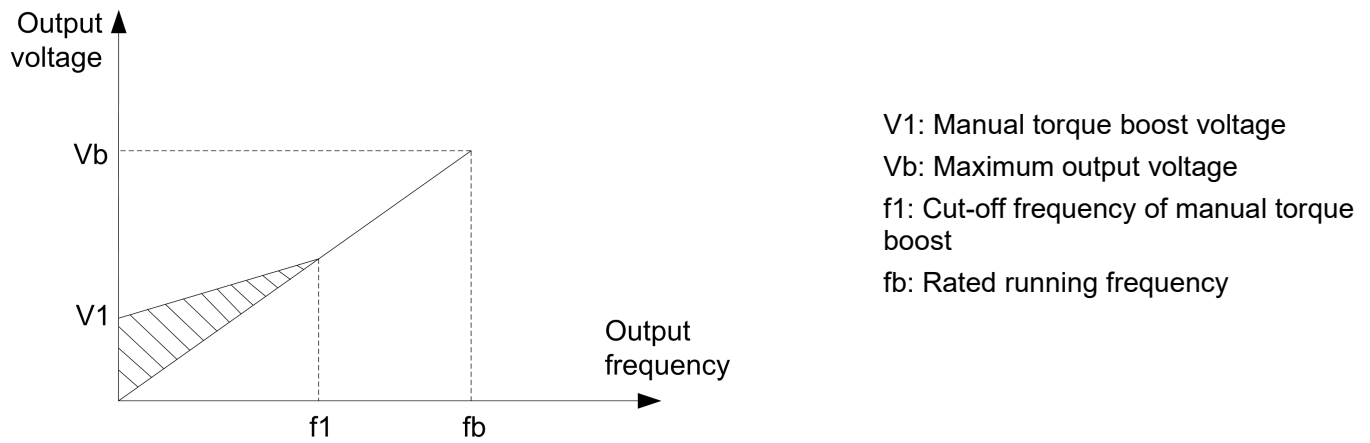 Output
voltage
Vb
V1
Output
frequency
f1
fb
V1: Manual torque boost voltage
Vb: Maximum output voltage
f1: Cut-off frequency of manual torque
boost
fb: Rated running frequency